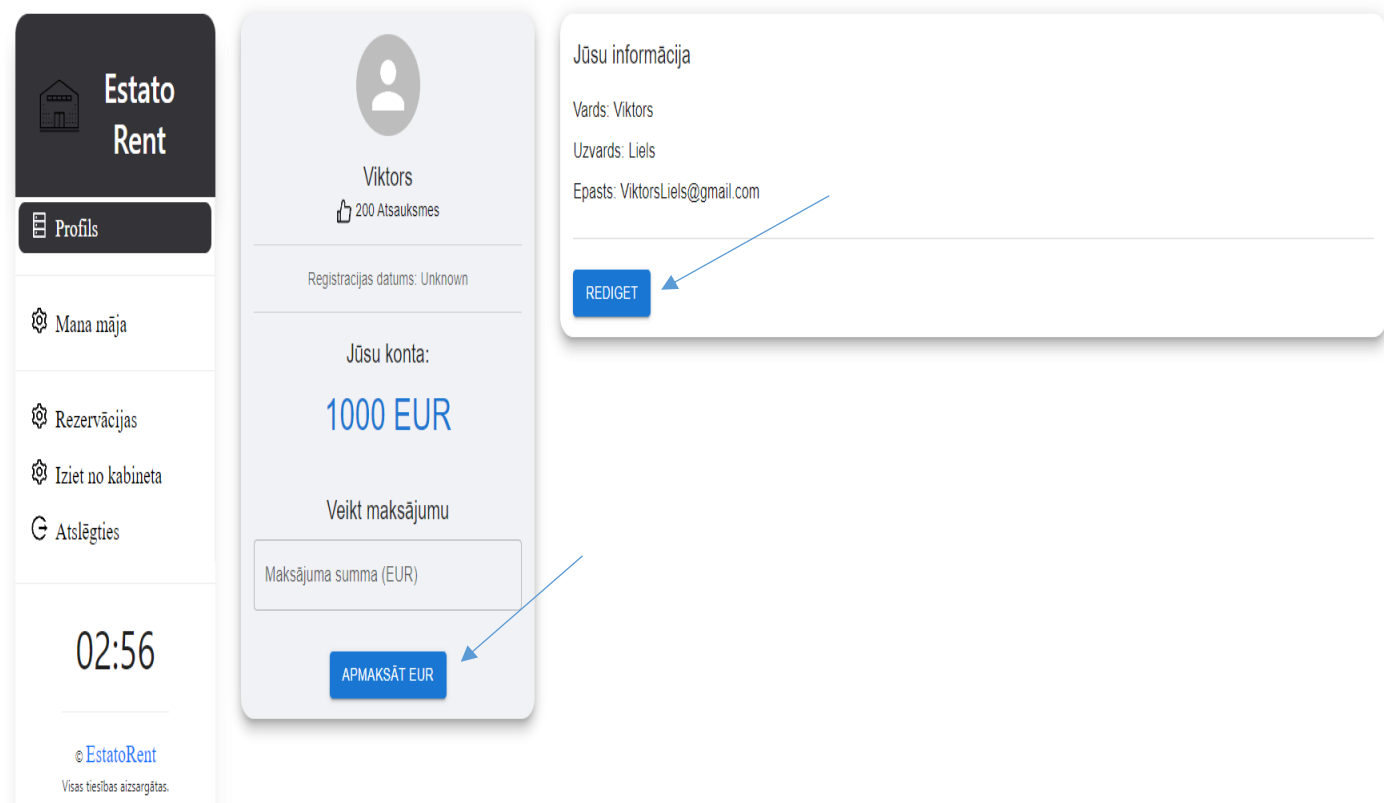 Estato
Rent
Profils
Mana māja
Rezervācijas
Iziet no kabineta
Atslēgties
02:56
© EstatoRent
Visas tiesības aizsargātas.
Viktors
200 Atsauksmes
Registracijas datums: Unknown
Jūsu konta:
1000 EUR
Veikt maksājumu
Maksājuma summa (EUR)
APMAKSĀT EUR
Jūsu informācija
Vards: Viktors
Uzvards: Liels
Epasts: ViktorsLiels@gmail.com
REDIGET